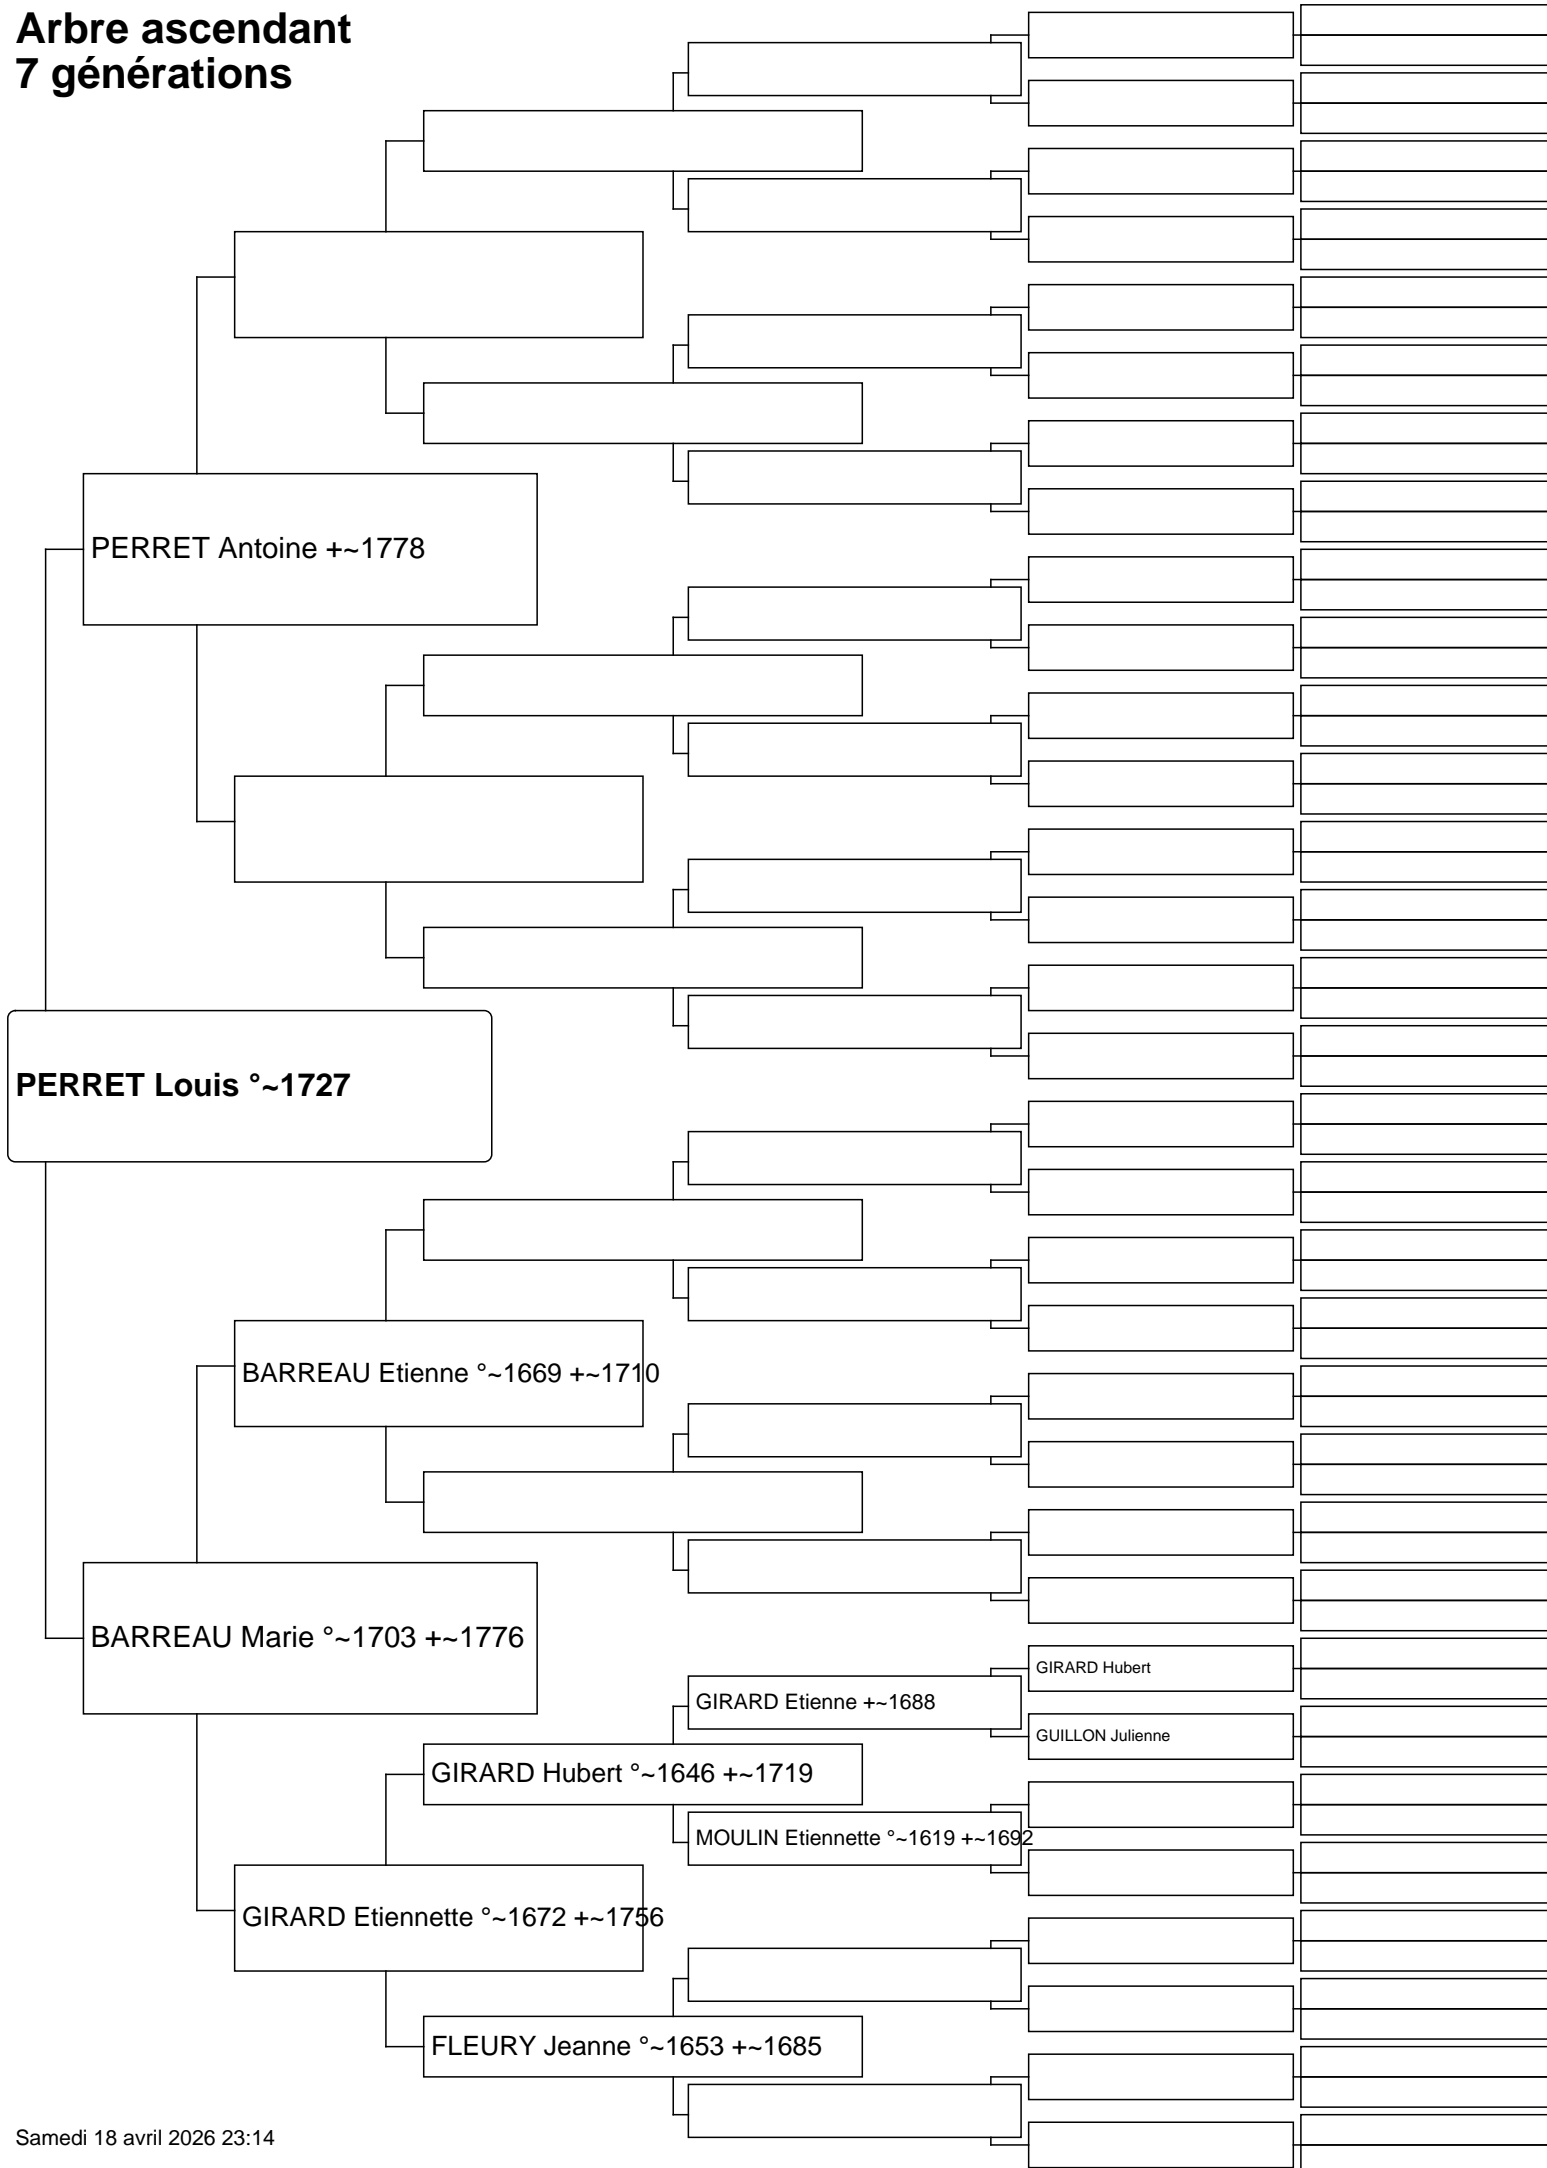 Arbre ascendant
7 générations
PERRET Antoine +~1778
PERRET Louis °~1727
BARREAU Etienne °~1669 +~1710
BARREAU Marie °~1703 +~1776
GIRARD Hubert
GIRARD Etienne +~1688
GUILLON Julienne
GIRARD Hubert °~1646 +~1719
MOULIN Etiennette °~1619 +~1692
GIRARD Etiennette °~1672 +~1756
FLEURY Jeanne °~1653 +~1685
Samedi 18 avril 2026 23:14